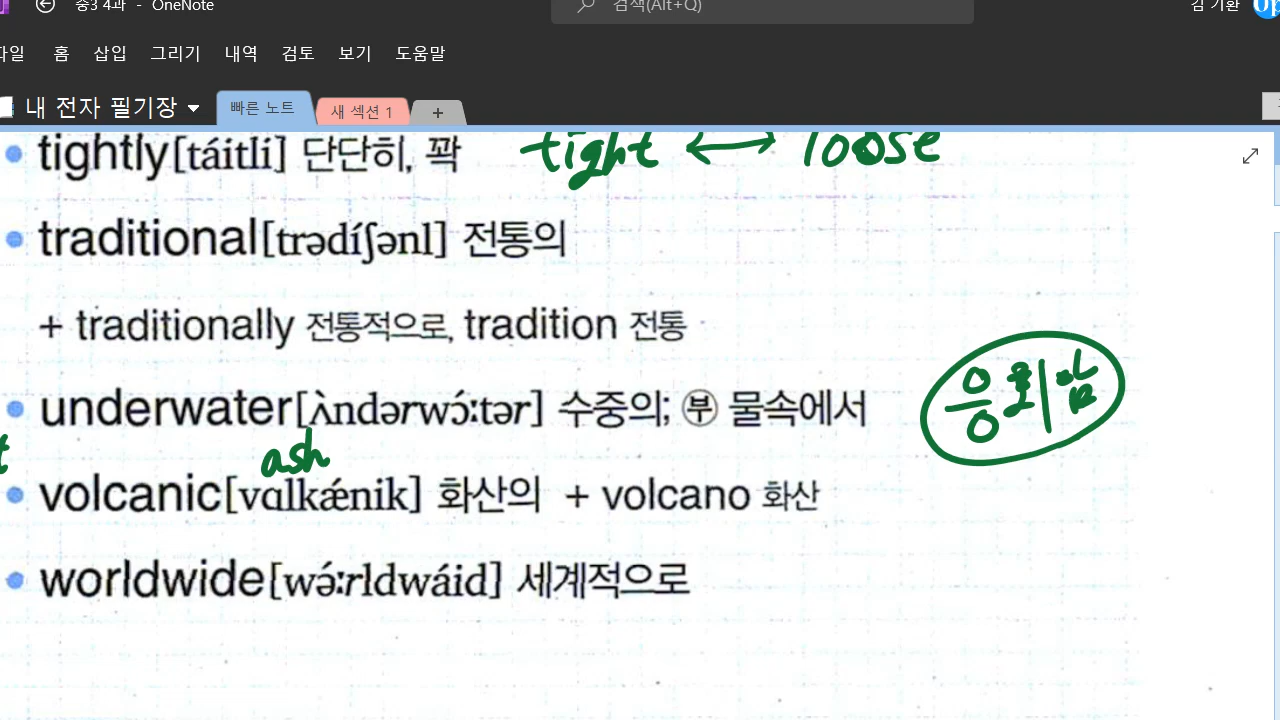 중3 4과 - OneNote
검색(Alt+Q)
김 기환
파일 홈 삽입 그리기 내역 검토 보기 도움말
내 전자 필기장
빠른 노트
새 섹션 1
+
tightly[táitli] 단단히, 꽉 tight ↔ loose
traditional[trədíʃənl] 전통의
+ traditionally 전통적으로, tradition 전통
underwater[ʌ̀ndərwɔ́ːtər] 수중의; ㉾ 물속에서
응회암
ash
volcanic[vɑlkǽnik] 화산의 + volcano 화산
worldwide[wə́ːrldwáid] 세계적으로